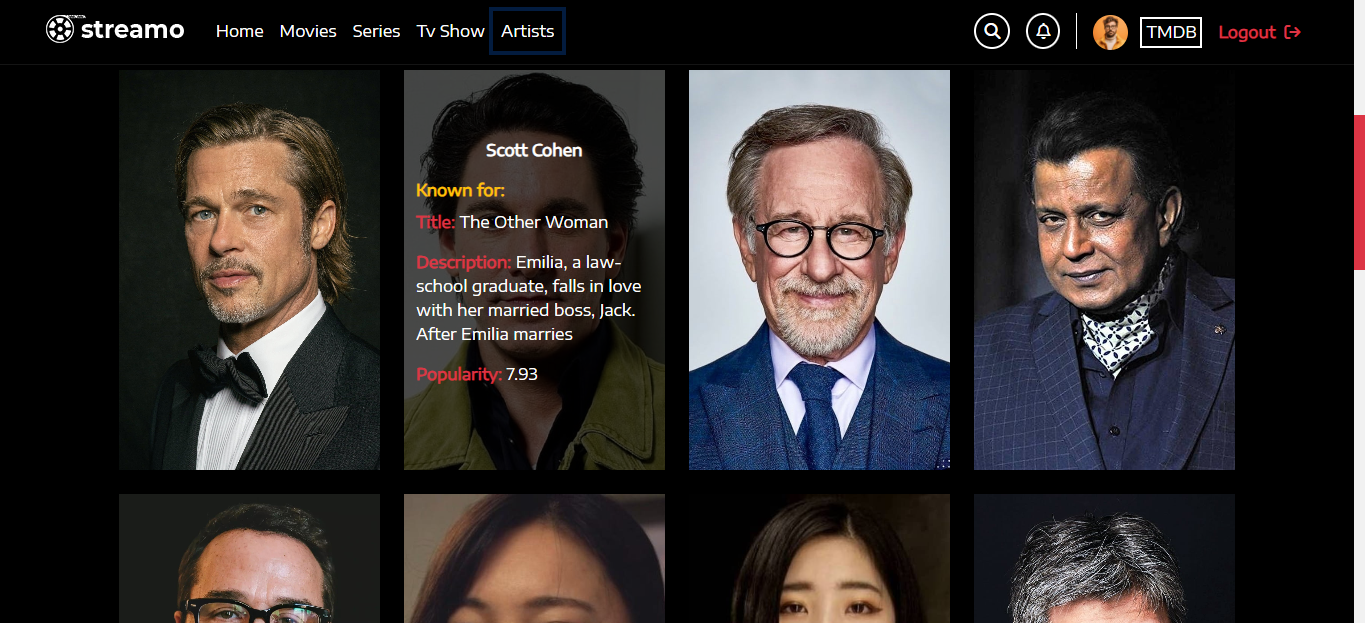 streamo Home Movies Series Tv Show Artists TMDB Logout
Scott Cohen
Known for:
Title: The Other Woman
Description: Emilia, a law-
school graduate, falls in love
with her married boss, Jack.
After Emilia marries
Popularity: 7.93